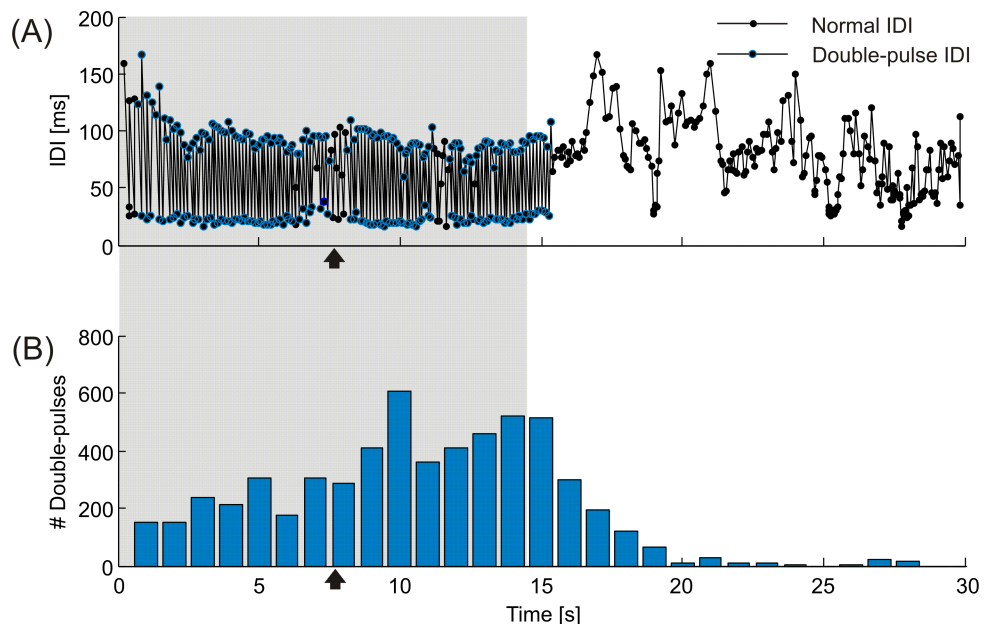 (A)
200
150
100
50
0
IDI [ms]
Normal IDI
Double-pulse IDI
(B)
800
600
400
200
0
# Double-pulses
0 5 10 15 20 25 30
Time [s]